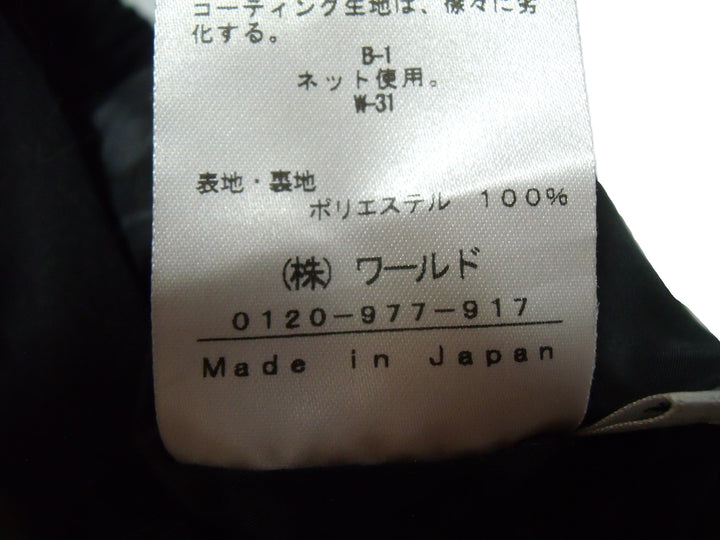 コーティング生地は、徐々に劣
化する。
B-1
ネット使用。
W-31
表地・裏地
ポリエステル 100%
(株) ワールド
0120-977-917
Made in Japan